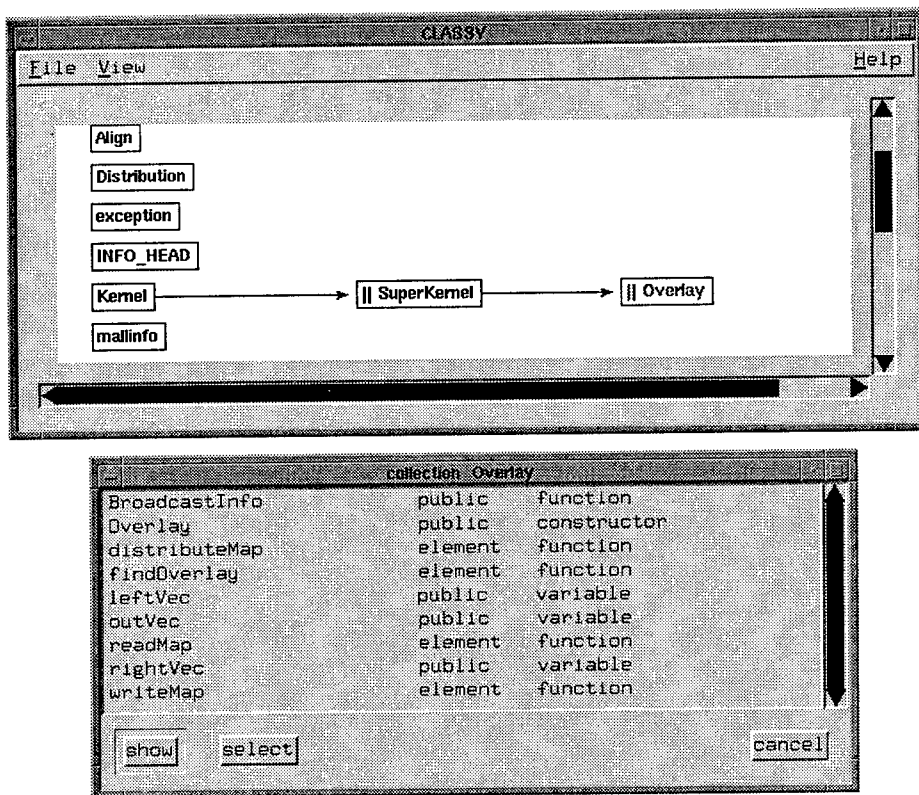 CLASSY
File View Help
Align
Distribution
exception
INFO_HEAD
Kernel || SuperKernel || Overlay
mallinfo
collection Overlay
BroadcastInfo public function
Overlay public constructor
distributeMap element function
findOverlay element function
leftVec public variable
outVec public variable
readMap element function
rightVec public variable
writeMap element function
show select cancel